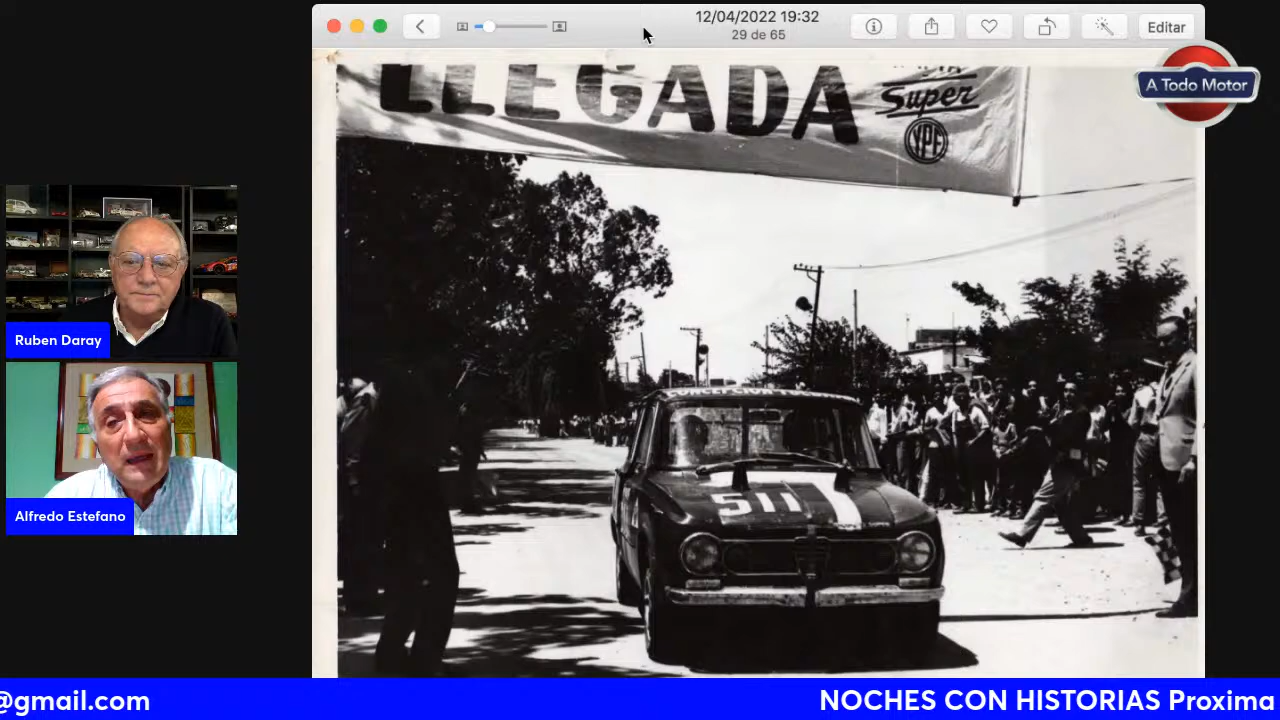 12/04/2022 19:32
29 de 65
Editar
A Todo Motor
LLEGADA
Super
YPF
511
Ruben Daray
Alfredo Estefano
@gmail.com
NOCHES CON HISTORIAS Proxima